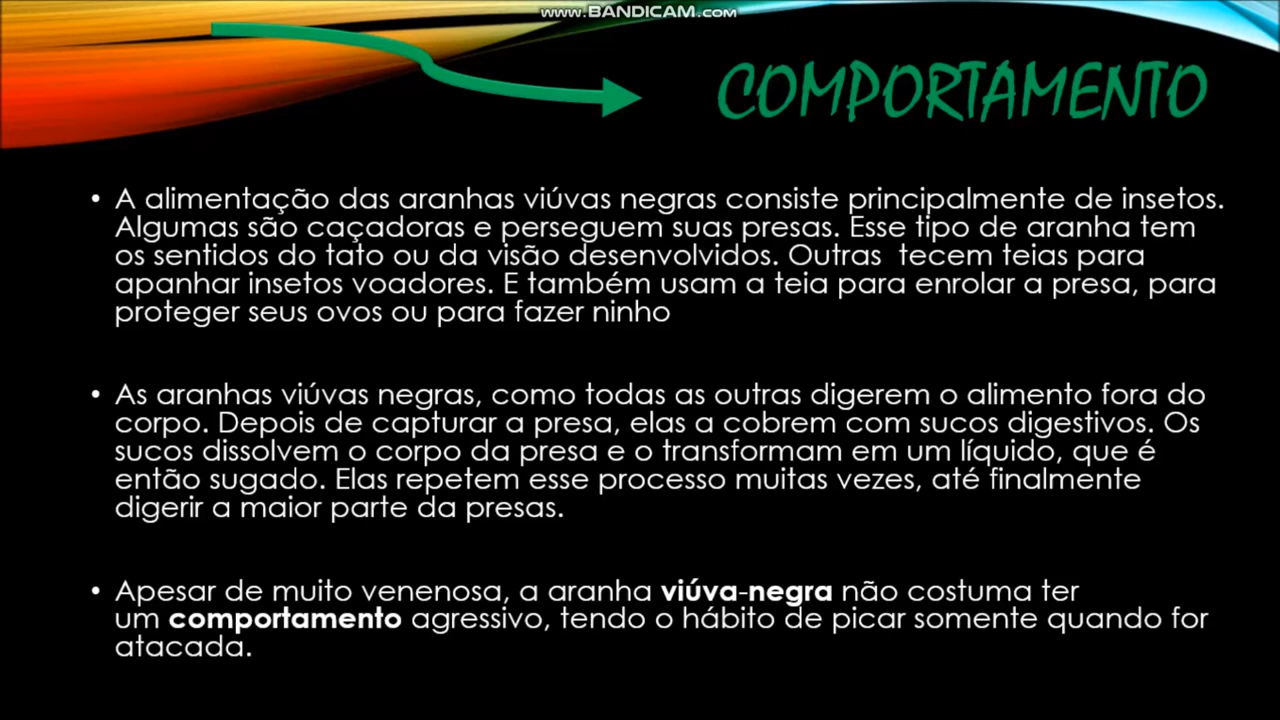 www.BANDICAM.com
COMPORTAMENTO
• A alimentação das aranhas viúvas negras consiste principalmente de insetos.
Algumas são caçadoras e perseguem suas presas. Esse tipo de aranha tem
os sentidos do tato ou da visão desenvolvidos. Outras  tecem teias para
apanhar insetos voadores. E também usam a teia para enrolar a presa, para
proteger seus ovos ou para fazer ninho
• As aranhas viúvas negras, como todas as outras digerem o alimento fora do
corpo. Depois de capturar a presa, elas a cobrem com sucos digestivos. Os
sucos dissolvem o corpo da presa e o transformam em um líquido, que é
então sugado. Elas repetem esse processo muitas vezes, até finalmente
digerir a maior parte da presas.
• Apesar de muito venenosa, a aranha viúva-negra não costuma ter
um comportamento agressivo, tendo o hábito de picar somente quando for
atacada.